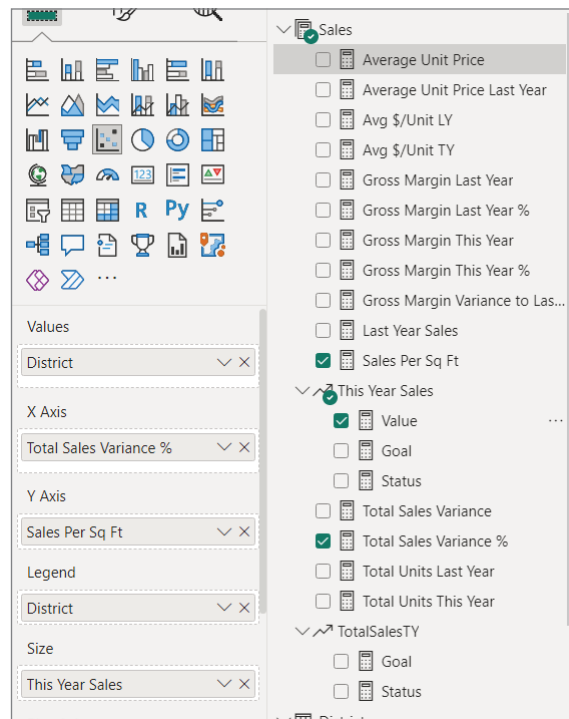 123
R
Py
...
Values
District
X Axis
Total Sales Variance %
Y Axis
Sales Per Sq Ft
Legend
District
Size
This Year Sales
Sales
Average Unit Price
Average Unit Price Last Year
Avg $/Unit LY
Avg $/Unit TY
Gross Margin Last Year
Gross Margin Last Year %
Gross Margin This Year
Gross Margin This Year %
Gross Margin Variance to Las...
Last Year Sales
Sales Per Sq Ft
This Year Sales
Value
...
Goal
Status
Total Sales Variance
Total Sales Variance %
Total Units Last Year
Total Units This Year
TotalSalesTY
Goal
Status